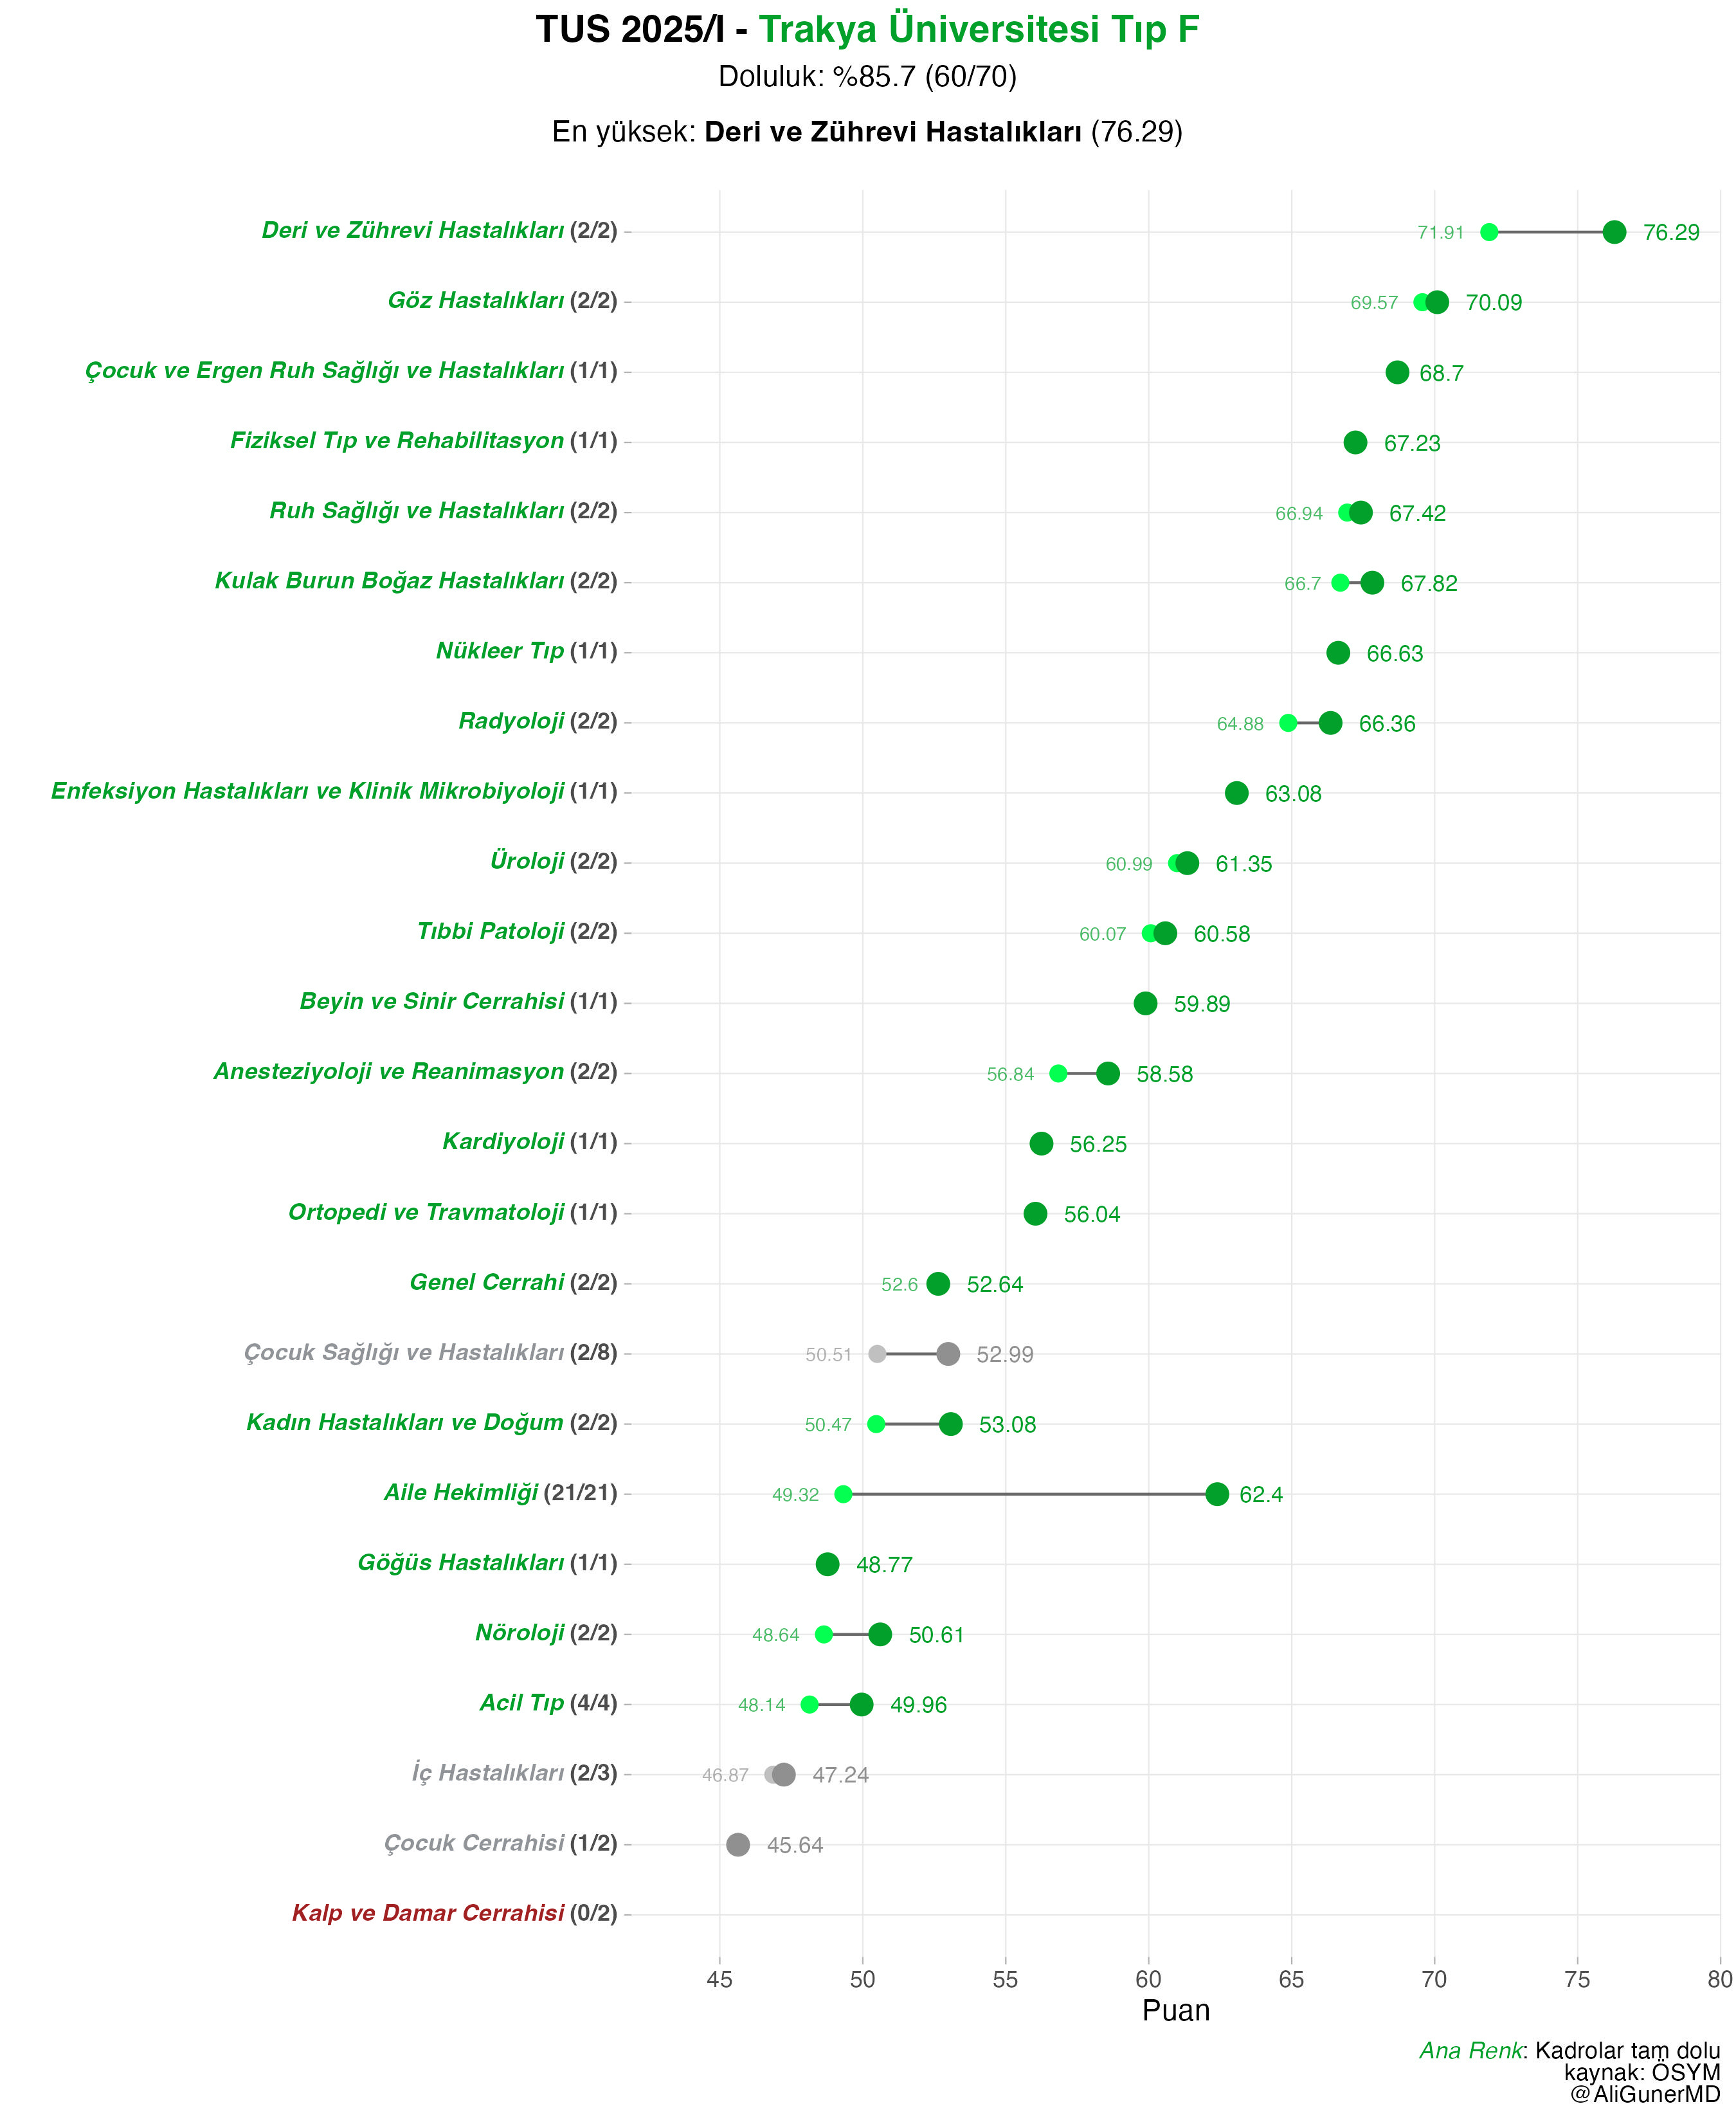 TUS 2025/I - Trakya Üniversitesi Tıp F
Doluluk: %85.7 (60/70)
En yüksek: Deri ve Zührevi Hastalıkları (76.29)
Deri ve Zührevi Hastalıkları (2/2) 71.91 76.29
Göz Hastalıkları (2/2) 69.57 70.09
Çocuk ve Ergen Ruh Sağlığı ve Hastalıkları (1/1) 68.7
Fiziksel Tıp ve Rehabilitasyon (1/1) 67.23
Ruh Sağlığı ve Hastalıkları (2/2) 66.94 67.42
Kulak Burun Boğaz Hastalıkları (2/2) 66.7 67.82
Nükleer Tıp (1/1) 66.63
Radyoloji (2/2) 64.88 66.36
Enfeksiyon Hastalıkları ve Klinik Mikrobiyoloji (1/1) 63.08
Üroloji (2/2) 60.99 61.35
Tıbbi Patoloji (2/2) 60.07 60.58
Beyin ve Sinir Cerrahisi (1/1) 59.89
Anesteziyoloji ve Reanimasyon (2/2) 56.84 58.58
Kardiyoloji (1/1) 56.25
Ortopedi ve Travmatoloji (1/1) 56.04
Genel Cerrahi (2/2) 52.6 52.64
Çocuk Sağlığı ve Hastalıkları (2/8) 50.51 52.99
Kadın Hastalıkları ve Doğum (2/2) 50.47 53.08
Aile Hekimliği (21/21) 49.32 62.4
Göğüs Hastalıkları (1/1) 48.77
Nöroloji (2/2) 48.64 50.61
Acil Tıp (4/4) 48.14 49.96
İç Hastalıkları (2/3) 46.87 47.24
Çocuk Cerrahisi (1/2) 45.64
Kalp ve Damar Cerrahisi (0/2)
45 50 55 60 65 70 75 80
Puan
Ana Renk: Kadrolar tam dolu
kaynak: ÖSYM
@AliGunerMD